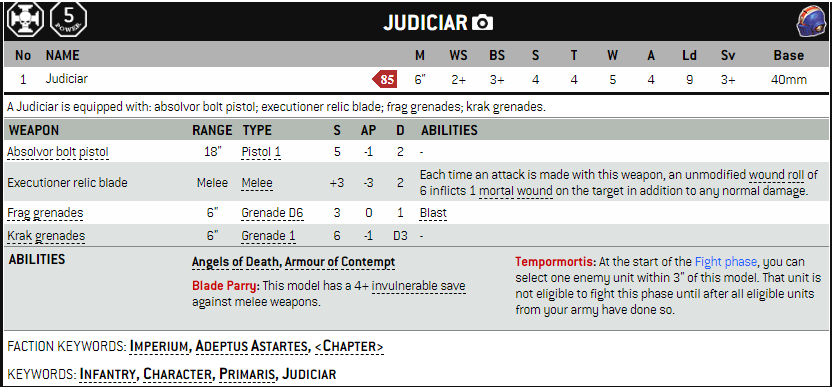 5
POWER
JUDICIAR
No NAME M WS BS S T W A Ld Sv Base
1 Judiciar 85 6" 2+ 3+ 4 4 5 4 9 3+ 40mm
A Judiciar is equipped with: absolvor bolt pistol; executioner relic blade; frag grenades; krak grenades.
WEAPON RANGE TYPE S AP D ABILITIES
Absolvor bolt pistol 18" Pistol 1 5 -1 2 -
Executioner relic blade Melee Melee +3 -3 2 Each time an attack is made with this weapon, an unmodified wound roll of
6 inflicts 1 mortal wound on the target in addition to any normal damage.
Frag grenades 6" Grenade D6 3 0 1 Blast
Krak grenades 6" Grenade 1 6 -1 D3 -
ABILITIES
Angels of Death, Armour of Contempt
Blade Parry: This model has a 4+ invulnerable save
against melee weapons.
Tempormortis: At the start of the Fight phase, you can
select one enemy unit within 3" of this model. That unit is
not eligible to fight this phase until after all eligible units
from your army have done so.
FACTION KEYWORDS: IMPERIUM, ADEPTUS ASTARTES, <CHAPTER>
KEYWORDS: INFANTRY, CHARACTER, PRIMARIS, JUDICIAR